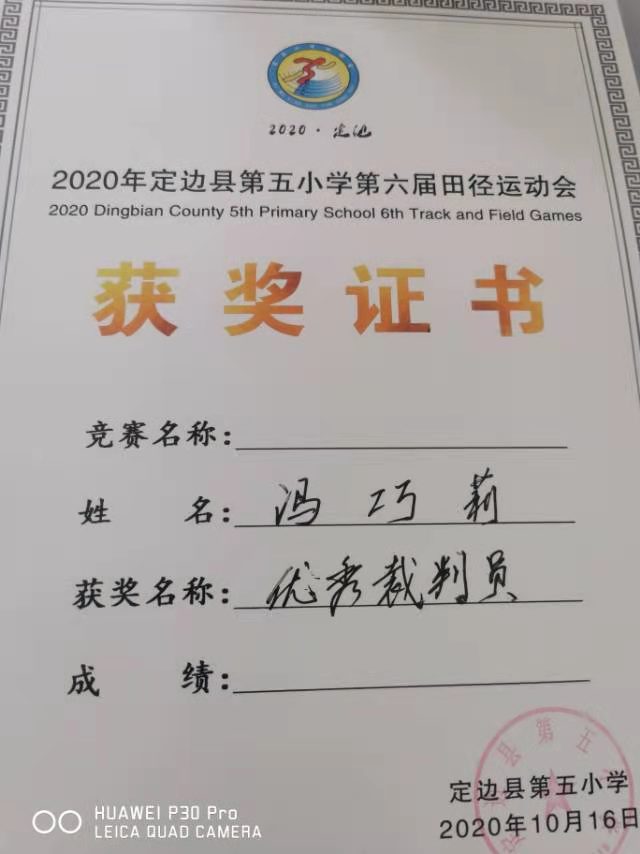 2020·定边
2020年定边县第五小学第六届田径运动会
2020 Dingbian County 5th Primary School 6th Track and Field Games
获奖证书
竞赛名称：
姓 名：冯巧莉
获奖名称：优秀裁判员
成 绩：
县第五
定边县第五小学
2020年10月16日
HUAWEI P30 Pro
LEICA QUAD CAMERA